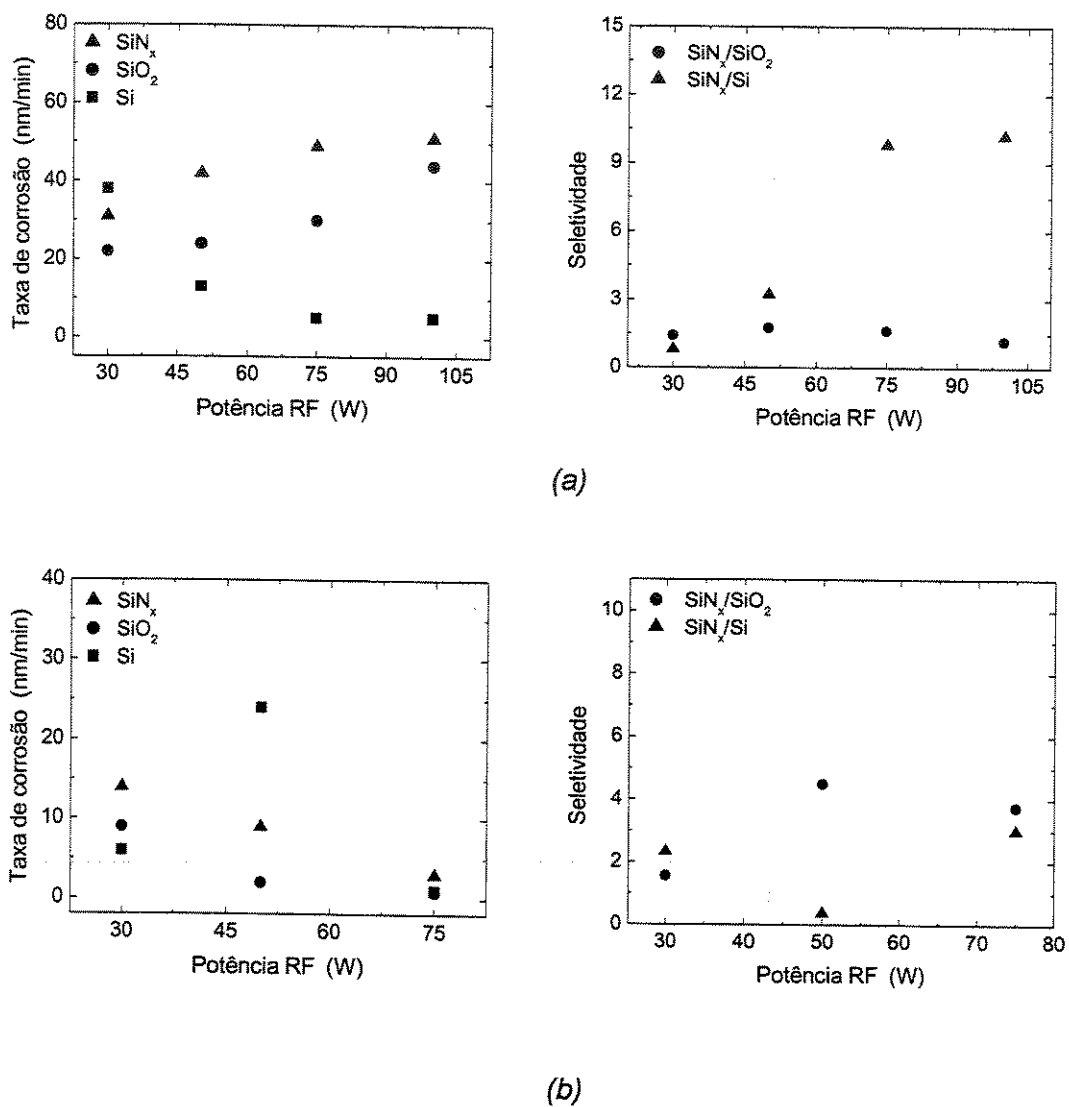 80
60
40
20
0
Taxa de corrosão (nm/min)
SiNₓ
SiO₂
Si
30 45 60 75 90 105
Potência RF (W)
15
12
9
6
3
0
Seletividade
SiNₓ/SiO₂
SiNₓ/Si
30 45 60 75 90 105
Potência RF (W)
(a)
40
30
20
10
0
Taxa de corrosão (nm/min)
SiNₓ
SiO₂
Si
30 45 60 75
Potência RF (W)
10
8
6
4
2
0
Seletividade
SiNₓ/SiO₂
SiNₓ/Si
30 40 50 60 70 80
Potência RF (W)
(b)